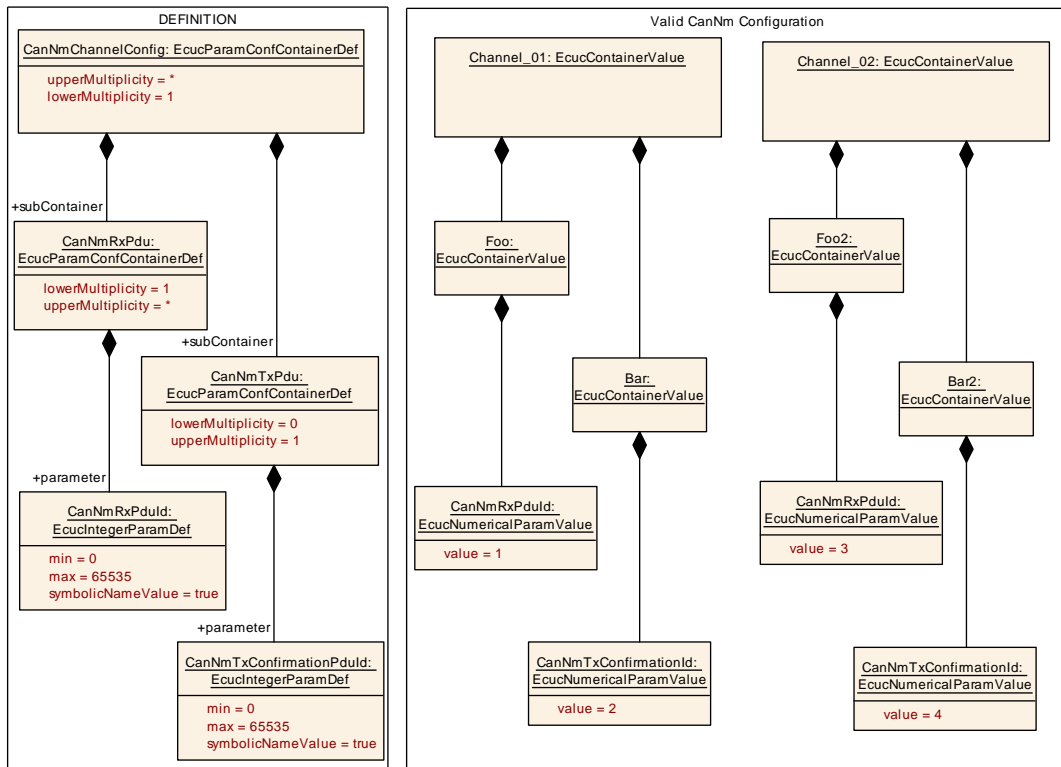 DEFINITION
CanNmChannelConfig: EcucParamConfContainerDef
upperMultiplicity = *
lowerMultiplicity = 1
+subContainer
CanNmRxPdu:
EcucParamConfContainerDef
lowerMultiplicity = 1
upperMultiplicity = *
+subContainer
CanNmTxPdu:
EcucParamConfContainerDef
lowerMultiplicity = 0
upperMultiplicity = 1
+parameter
CanNmRxPduId:
EcucIntegerParamDef
min = 0
max = 65535
symbolicNameValue = true
+parameter
CanNmTxConfirmationPduId:
EcucIntegerParamDef
min = 0
max = 65535
symbolicNameValue = true
Valid CanNm Configuration
Channel_01: EcucContainerValue
Foo:
EcucContainerValue
Bar:
EcucContainerValue
CanNmRxPduId:
EcucNumericalParamValue
value = 1
CanNmTxConfirmationId:
EcucNumericalParamValue
value = 2
Channel_02: EcucContainerValue
Foo2:
EcucContainerValue
Bar2:
EcucContainerValue
CanNmRxPduId:
EcucNumericalParamValue
value = 3
CanNmTxConfirmationId:
EcucNumericalParamValue
value = 4